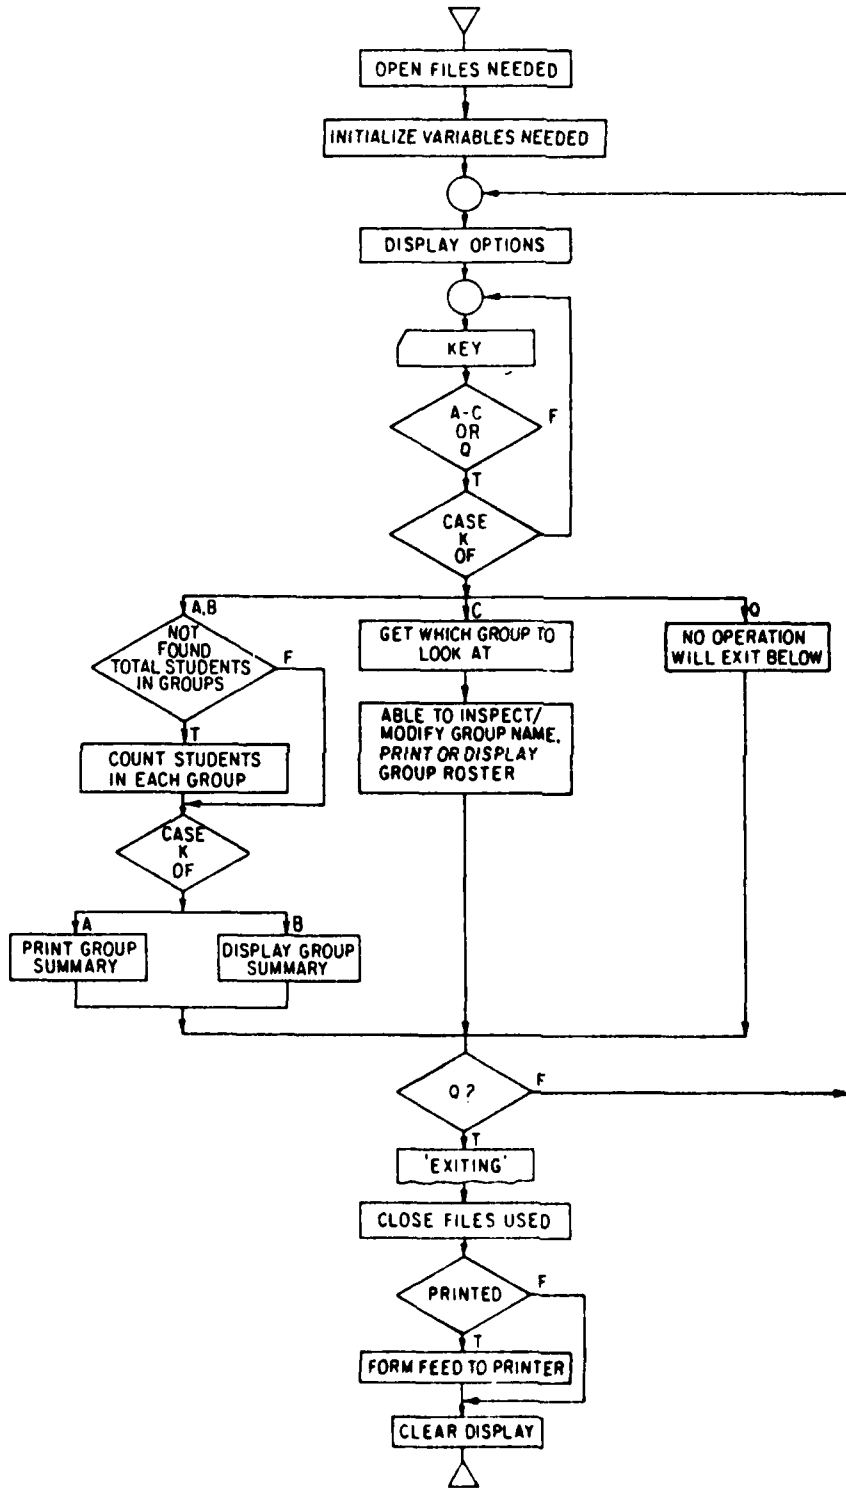 OPEN FILES NEEDED
INITIALIZE VARIABLES NEEDED
DISPLAY OPTIONS
KEY
A-C
OR
Q
F
T
CASE
K
OF
A,B
C
Q
NOT
FOUND
TOTAL STUDENTS
IN GROUPS
F
T
COUNT STUDENTS
IN EACH GROUP
GET WHICH GROUP TO
LOOK AT
NO OPERATION
WILL EXIT BELOW
ABLE TO INSPECT/
MODIFY GROUP NAME,
PRINT OR DISPLAY
GROUP ROSTER
CASE
K
OF
A
B
PRINT GROUP
SUMMARY
DISPLAY GROUP
SUMMARY
Q?
F
T
'EXITING'
CLOSE FILES USED
PRINTED
F
T
FORM FEED TO PRINTER
CLEAR DISPLAY